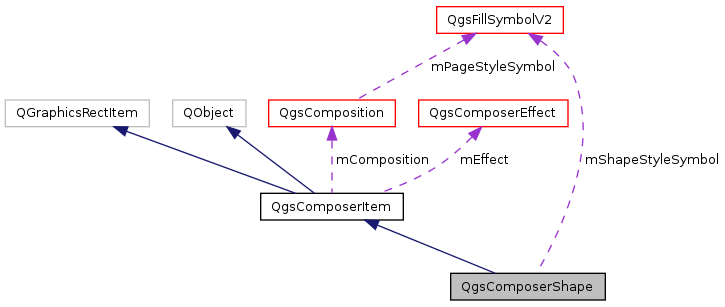 QgsFillSymbolV2
mPageStyleSymbol
QGraphicsRectItem
QObject
QgsComposition
QgsComposerEffect
mComposition
mEffect
mShapeStyleSymbol
QgsComposerItem
QgsComposerShape